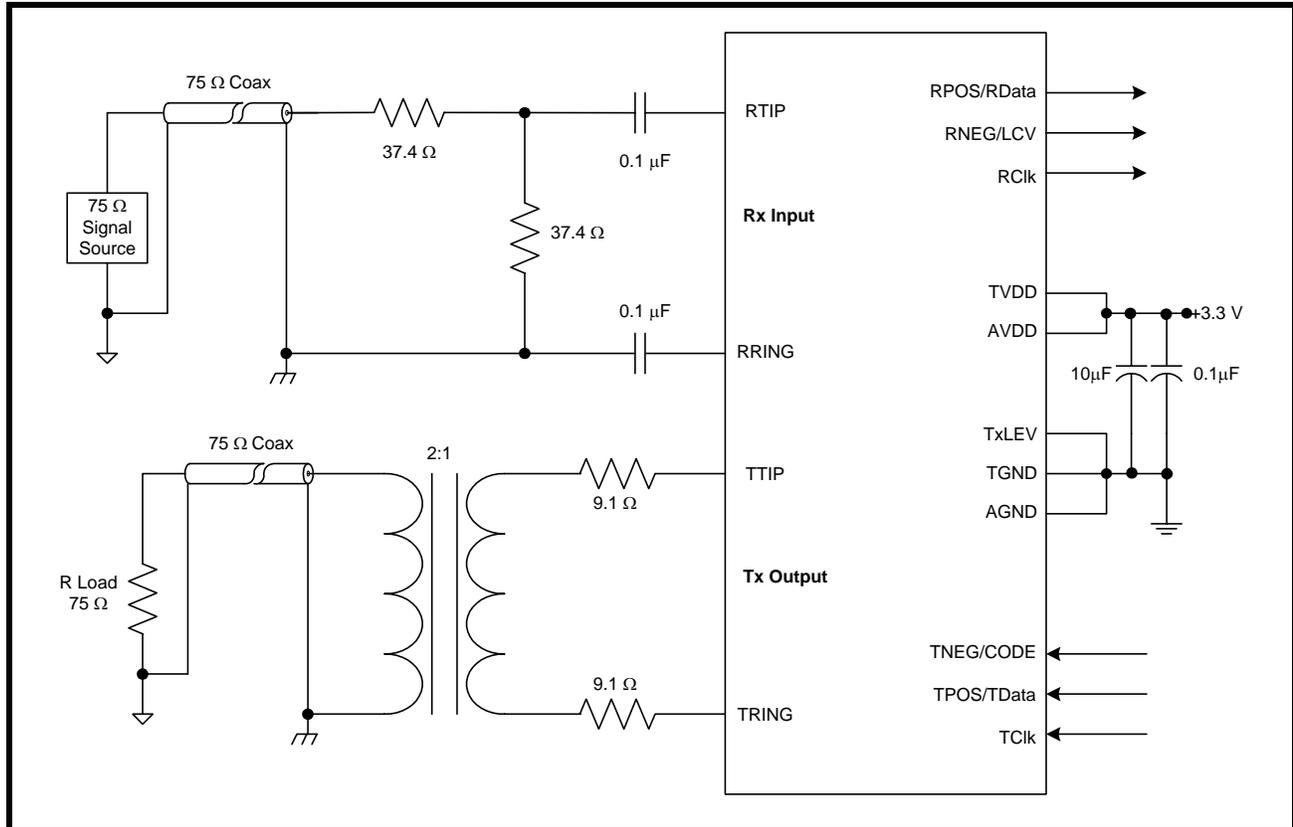 75 Ω Coax
37.4 Ω
0.1 μF
RTIP
RPOS/RData
RNEG/LCV
RClk
75 Ω
Signal
Source
37.4 Ω
Rx Input
0.1 μF
RRING
TVDD
AVDD
+3.3 V
10μF
0.1μF
75 Ω Coax
2:1
9.1 Ω
TTIP
TxLEV
TGND
AGND
R Load
75 Ω
Tx Output
9.1 Ω
TRING
TNEG/CODE
TPOS/TData
TClk